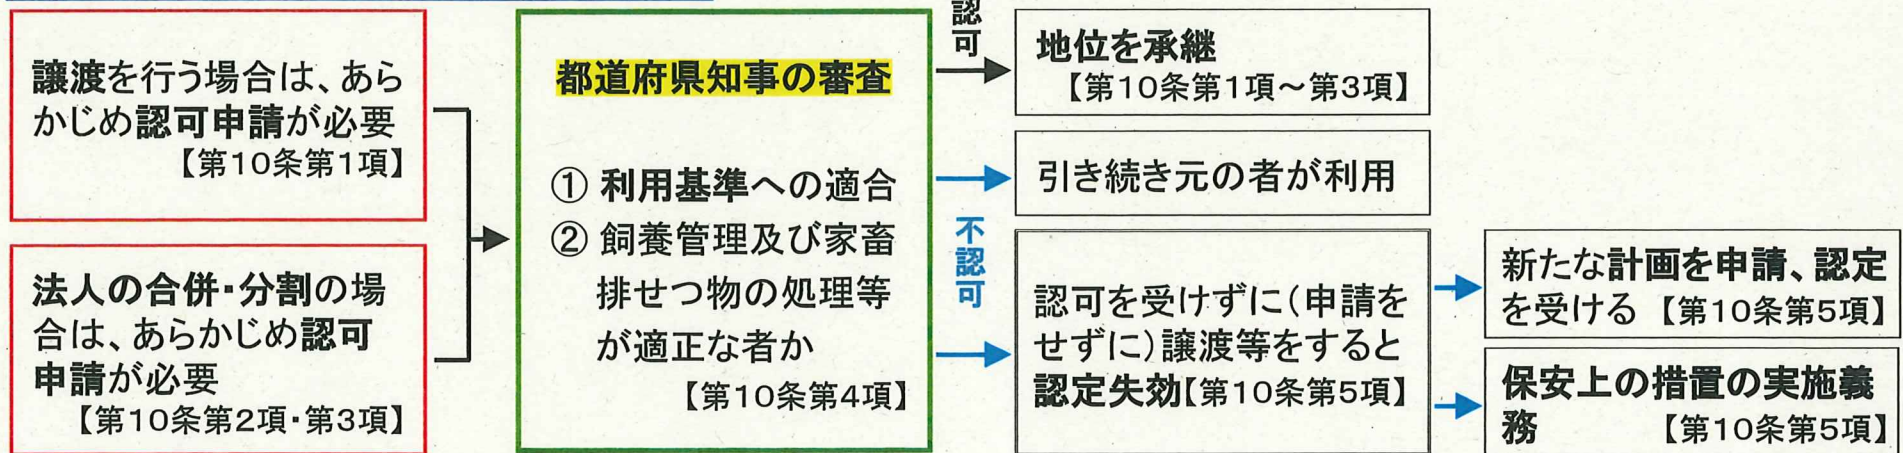 譲渡を行う場合は、あら
かじめ認可申請が必要
【第10条第1項】
法人の合併・分割の場
合は、あらかじめ認可
申請が必要
【第10条第2項・第3項】
都道府県知事の審査
① 利用基準への適合
② 飼養管理及び家畜
排せつ物の処理等
が適正な者か
【第10条第4項】
認可
地位を承継
【第10条第1項～第3項】
不認可
引き続き元の者が利用
認可を受けずに(申請を
せずに)譲渡等をすると
認定失効【第10条第5項】
新たな計画を申請、認定
を受ける 【第10条第5項】
保安上の措置の実施義
務 【第10条第5項】